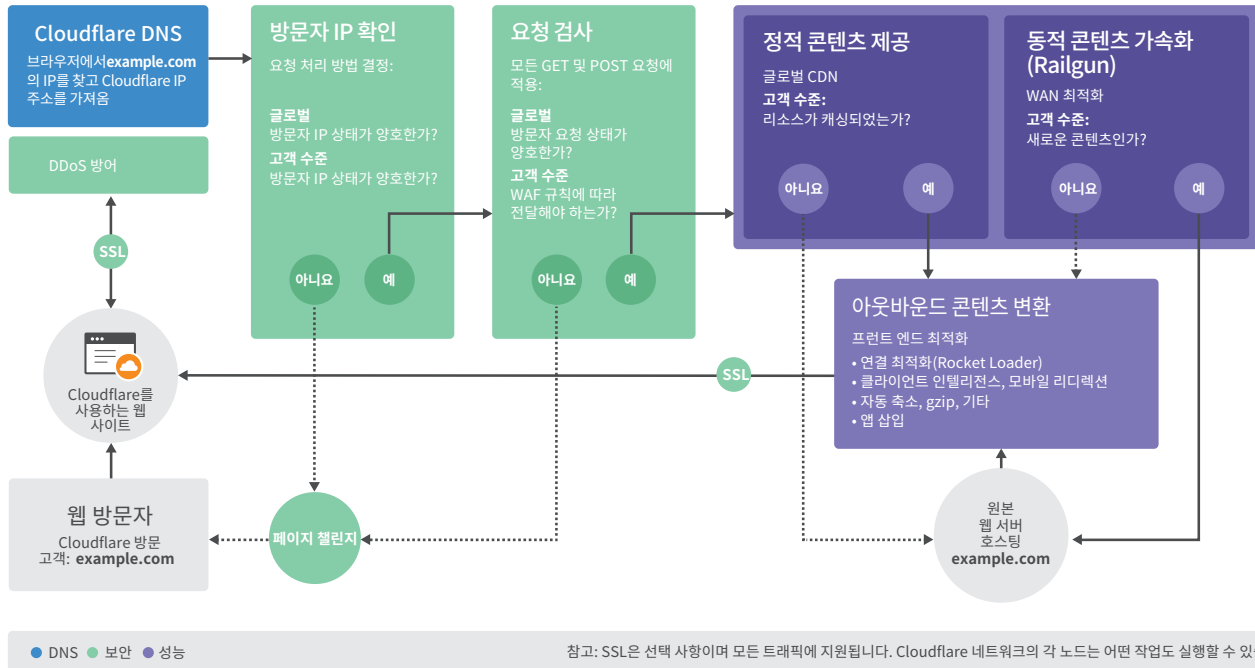 Cloudflare DNS
브라우저에서example.com
의 IP를 찾고 Cloudflare IP
주소를 가져옴
DDoS 방어
SSL
Cloudflare를
사용하는 웹
사이트
웹 방문자
Cloudflare 방문
고객: example.com
방문자 IP 확인
요청 처리 방법 결정:
글로벌
방문자 IP 상태가 양호한가?
고객 수준
방문자 IP 상태가 양호한가?
아니요
예
페이지 챌린지
요청 검사
모든 GET 및 POST 요청에
적용:
글로벌
방문자 요청 상태가
양호한가?
고객 수준
WAF 규칙에 따라
전달해야 하는가?
아니요
예
정적 콘텐츠 제공
글로벌 CDN
고객 수준:
리소스가 캐싱되었는가?
아니요
예
동적 콘텐츠 가속화
(Railgun)
WAN 최적화
고객 수준:
새로운 콘텐츠인가?
아니요
예
SSL
아웃바운드 콘텐츠 변환
프런트 엔드 최적화
• 연결 최적화(Rocket Loader)
• 클라이언트 인텔리전스, 모바일 리디렉션
• 자동 축소, gzip, 기타
• 앱 삽입
원본
웹 서버
호스팅
example.com
DNS
보안
성능
참고: SSL은 선택 사항이며 모든 트래픽에 지원됩니다. Cloudflare 네트워크의 각 노드는 어떤 작업도 실행할 수 있